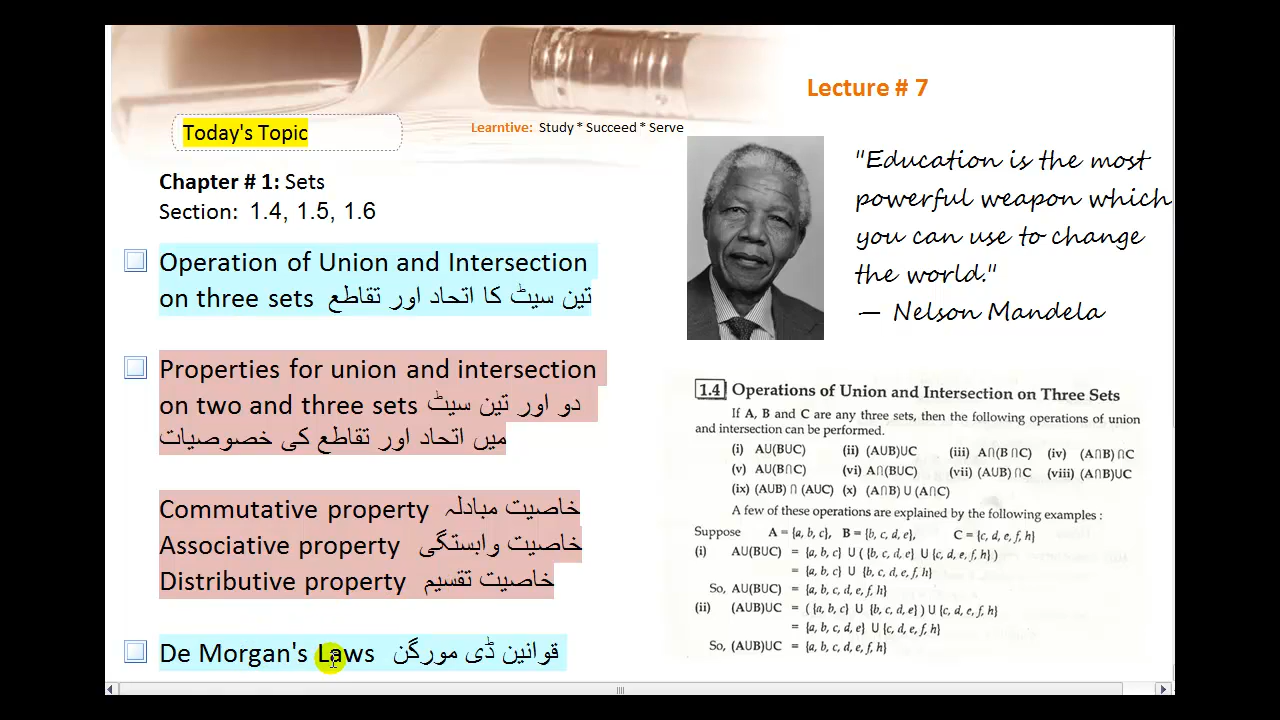 Lecture # 7
Today's Topic
Learntive: Study * Succeed * Serve
Chapter # 1: Sets
Section: 1.4, 1.5, 1.6
Operation of Union and Intersection
on three sets تین سیٹ کا اتحاد اور تقاطع
Properties for union and intersection
on two and three sets دو اور تین سیٹ
میں اتحاد اور تقاطع کی خصوصیات
Commutative property خاصیت مبادلہ
Associative property خاصیت وابستگی
Distributive property خاصیت تقسیم
De Morgan's Laws قوانین ڈی مورگن
"Education is the most
powerful weapon which
you can use to change
the world."
— Nelson Mandela
1.4 Operations of Union and Intersection on Three Sets
If A, B and C are any three sets, then the following operations of union
and intersection can be performed.
(i) A∪(B∪C) (ii) (A∪B)∪C (iii) A∩(B∩C) (iv) (A∩B)∩C
(v) A∪(B∩C) (vi) A∩(B∪C) (vii) (A∪B)∩C (viii) (A∩B)∪C
(ix) (A∪B) ∩ (A∪C) (x) (A∩B) ∪ (A∩C)
A few of these operations are explained by the following examples :
Suppose A = {a, b, c}, B = {b, c, d, e}, C = {c, d, e, f, h}
(i) A∪(B∪C) = {a, b, c} ∪ ( {b, c, d, e} ∪ {c, d, e, f, h} )
= {a, b, c} ∪ {b, c, d, e, f, h}
So, A∪(B∪C) = {a, b, c, d, e, f, h}
(ii) (A∪B)∪C = ( {a, b, c} ∪ {b, c, d, e} ) ∪ {c, d, e, f, h}
= {a, b, c, d, e} ∪ {c, d, e, f, h}
So, (A∪B)∪C = {a, b, c, d, e, f, h}